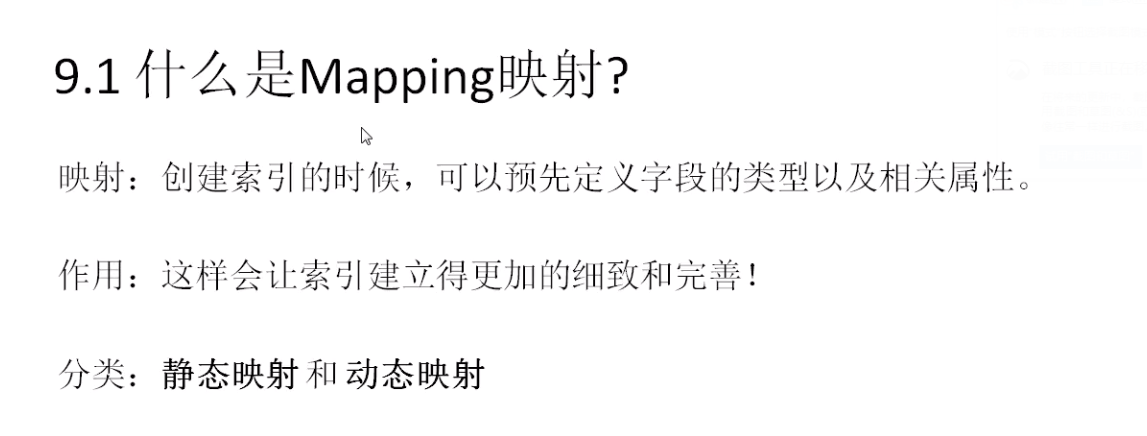 9.1 什么是Mapping映射?
映射：创建索引的时候，可以预先定义字段的类型以及相关属性。
作用：这样会让索引建立得更加的细致和完善！
分类：静态映射 和 动态映射